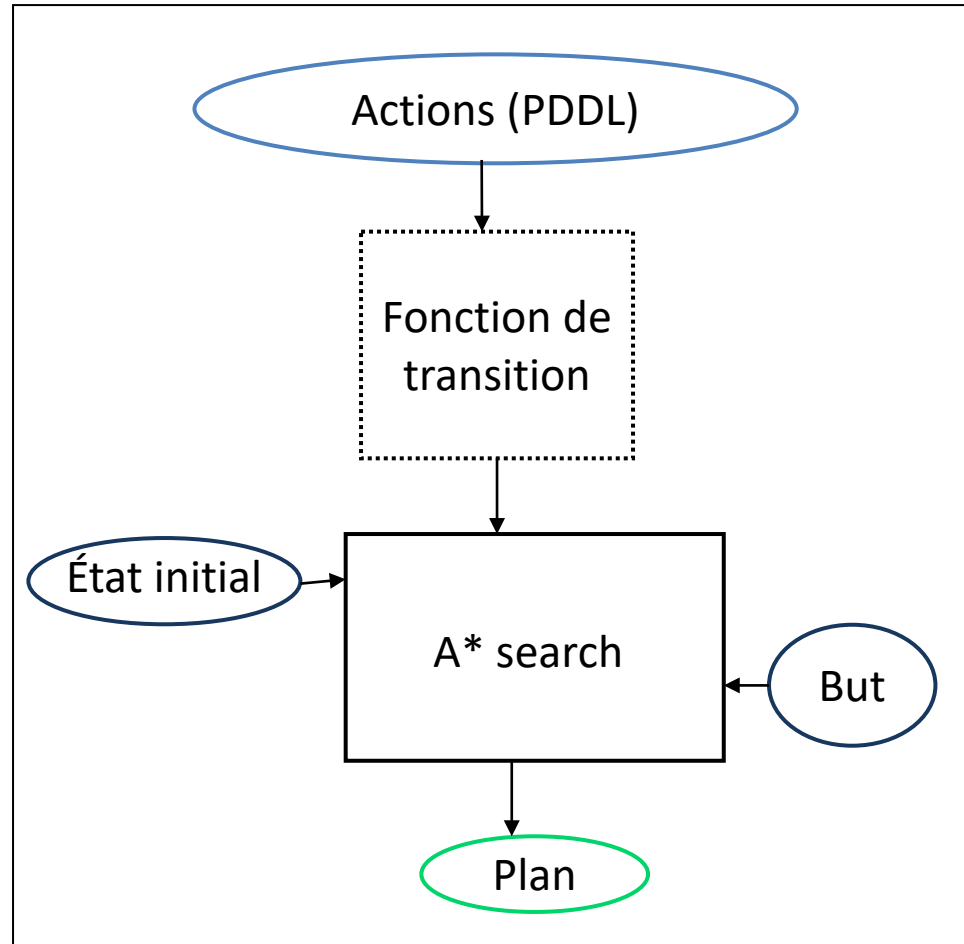 Actions (PDDL)
Fonction de
transition
État initial
A* search
But
Plan